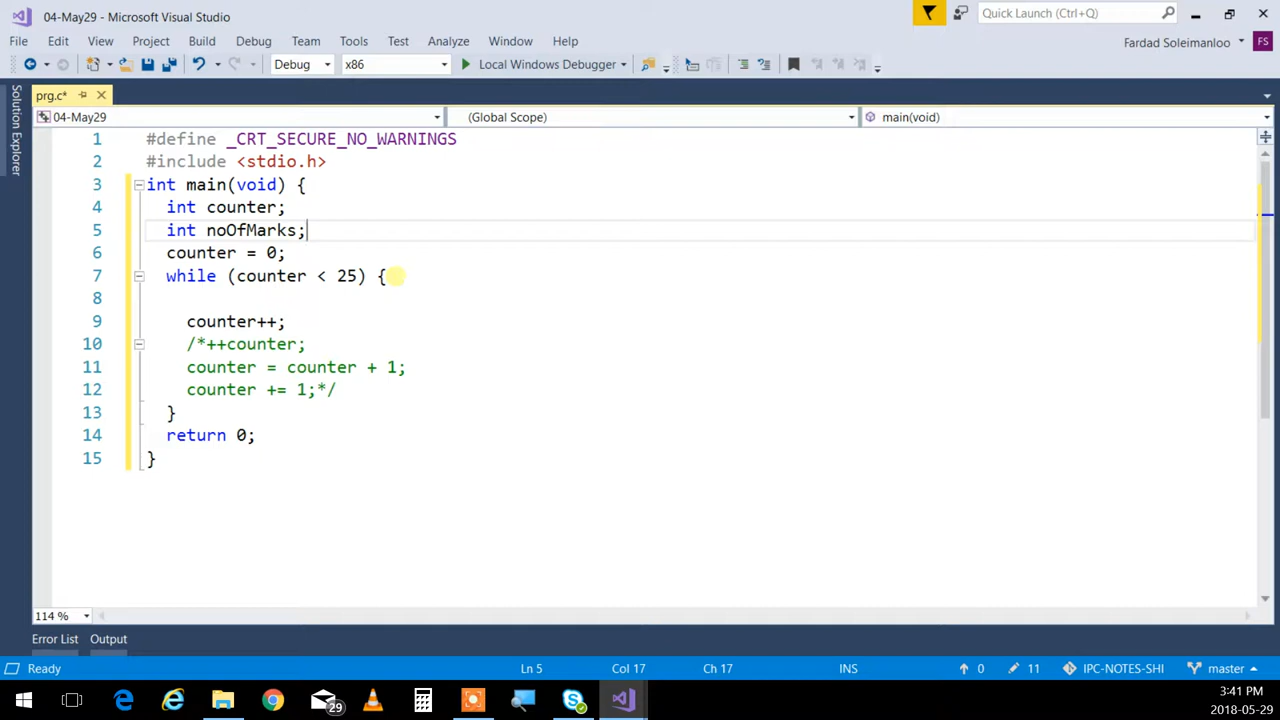 04-May29 - Microsoft Visual Studio
Quick Launch (Ctrl+Q)
File Edit View Project Build Debug Team Tools Test Analyze Window Help
Fardad Soleimanloo FS
Debug x86 Local Windows Debugger
Solution Explorer
prg.c*
04-May29 (Global Scope) main(void)
1 #define _CRT_SECURE_NO_WARNINGS
2 #include <stdio.h>
3 int main(void) {
4 int counter;
5 int noOfMarks;
6 counter = 0;
7 while (counter < 25) {
8
9 counter++;
10 /*++counter;
11 counter = counter + 1;
12 counter += 1;*/
13 }
14 return 0;
15 }
114 %
Error List Output
Ready Ln 5 Col 17 Ch 17 INS 0 11 IPC-NOTES-SHI master
29
3:41 PM
2018-05-29